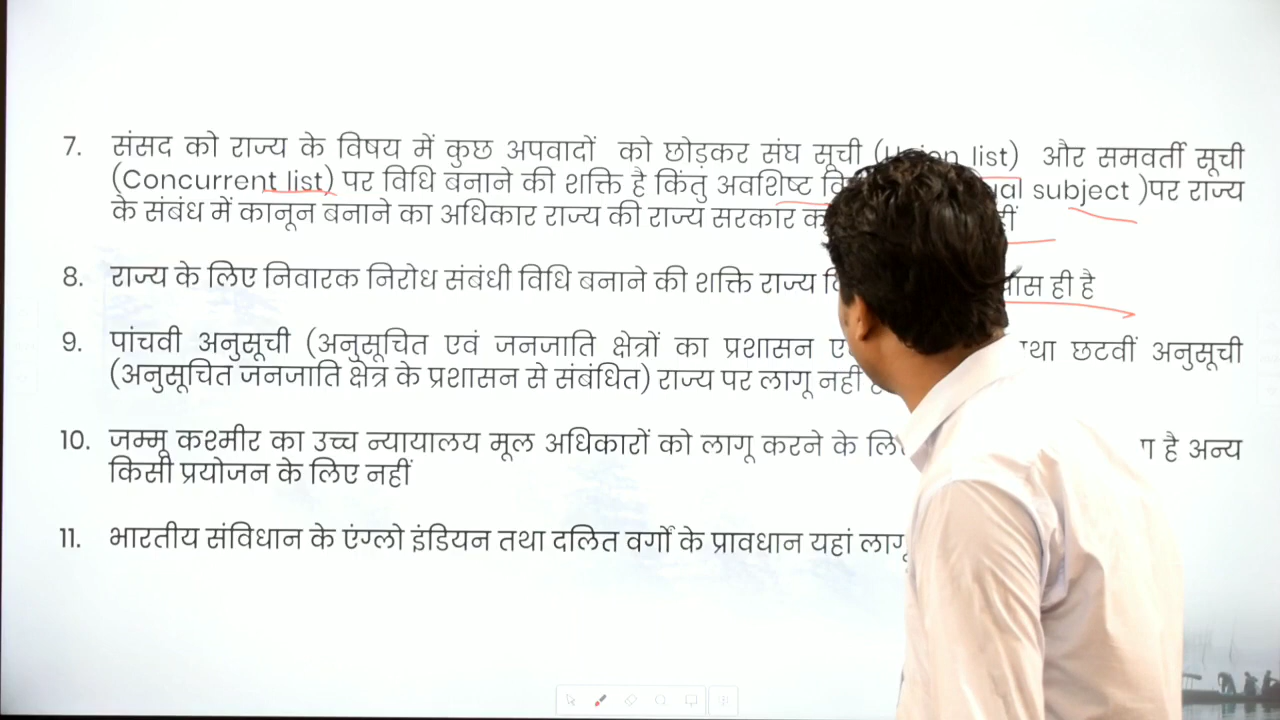 7. संसद को राज्य के विषय में कुछ अपवादों को छोड़कर संघ सूची (Union list) और समवर्ती सूची
(Concurrent list) पर विधि बनाने की शक्ति है किंतु अवशिष्ट subject )पर राज्य
के संबंध में कानून बनाने का अधिकार राज्य की राज्य सरकार
8. राज्य के लिए निवारक निरोध संबंधी विधि बनाने की शक्ति राज्य ही है
9. पांचवी अनुसूची (अनुसूचित एवं जनजाति क्षेत्रों का प्रशासन छटवीं अनुसूची
(अनुसूचित जनजाति क्षेत्र के प्रशासन से संबंधित) राज्य पर लागू नहीं
10. जम्मू कश्मीर का उच्च न्यायालय मूल अधिकारों को लागू करने के है अन्य
किसी प्रयोजन के लिए नहीं
11. भारतीय संविधान के एंग्लो इंडियन तथा दलित वर्गों के प्रावधान यहां